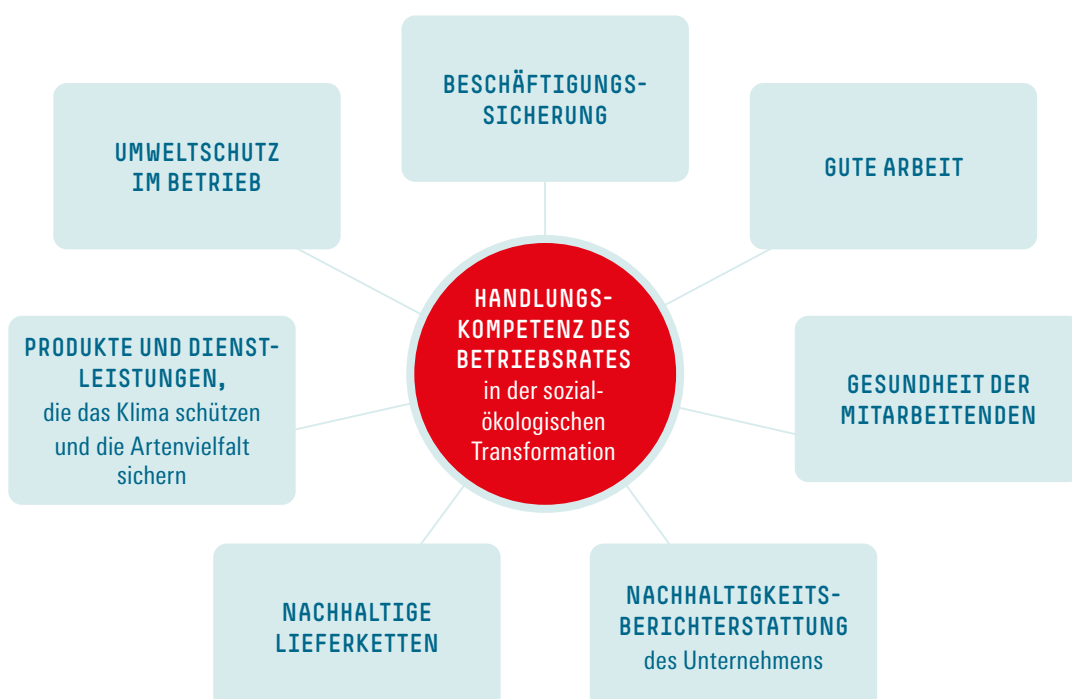 BESCHÄFTIGUNGS-
SICHERUNG
UMWELTSCHUTZ
IM BETRIEB
GUTE ARBEIT
HANDLUNGS-
KOMPETENZ DES
BETRIEBSRATES
in der sozial-
ökologischen
Transformation
PRODUKTE UND DIENST-
LEISTUNGEN,
die das Klima schützen
und die Artenvielfalt
sichern
GESUNDHEIT DER
MITARBEITENDEN
NACHHALTIGE
LIEFERKETTEN
NACHHALTIGKEITS-
BERICHTERSTATTUNG
des Unternehmens